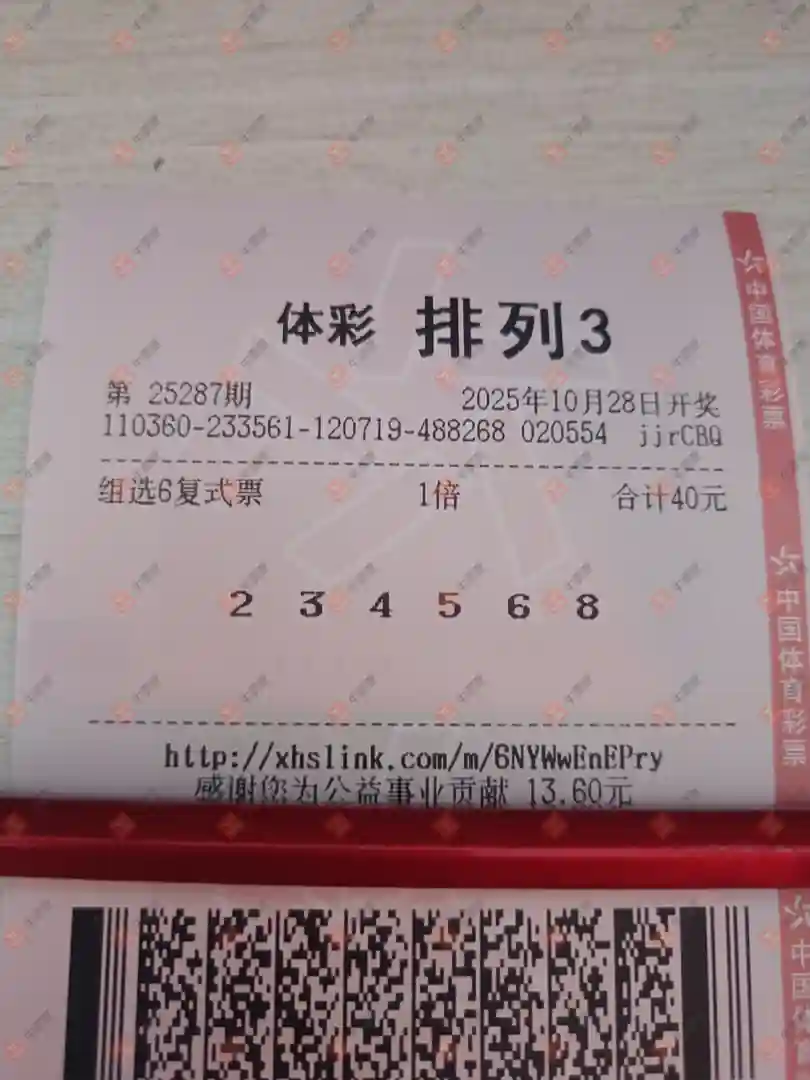 体彩 排列3
第 25287期 2025年10月28日开奖
110360-233561-120719-488268 020554 jjrCBQ
组选6复式票 1倍 合计40元
2 3 4 5 6 8
http://xhslink.com/m/6NYWwEnEPry
感谢您为公益事业贡献 13.60元
中国体育彩票
中国体育彩票
中国体